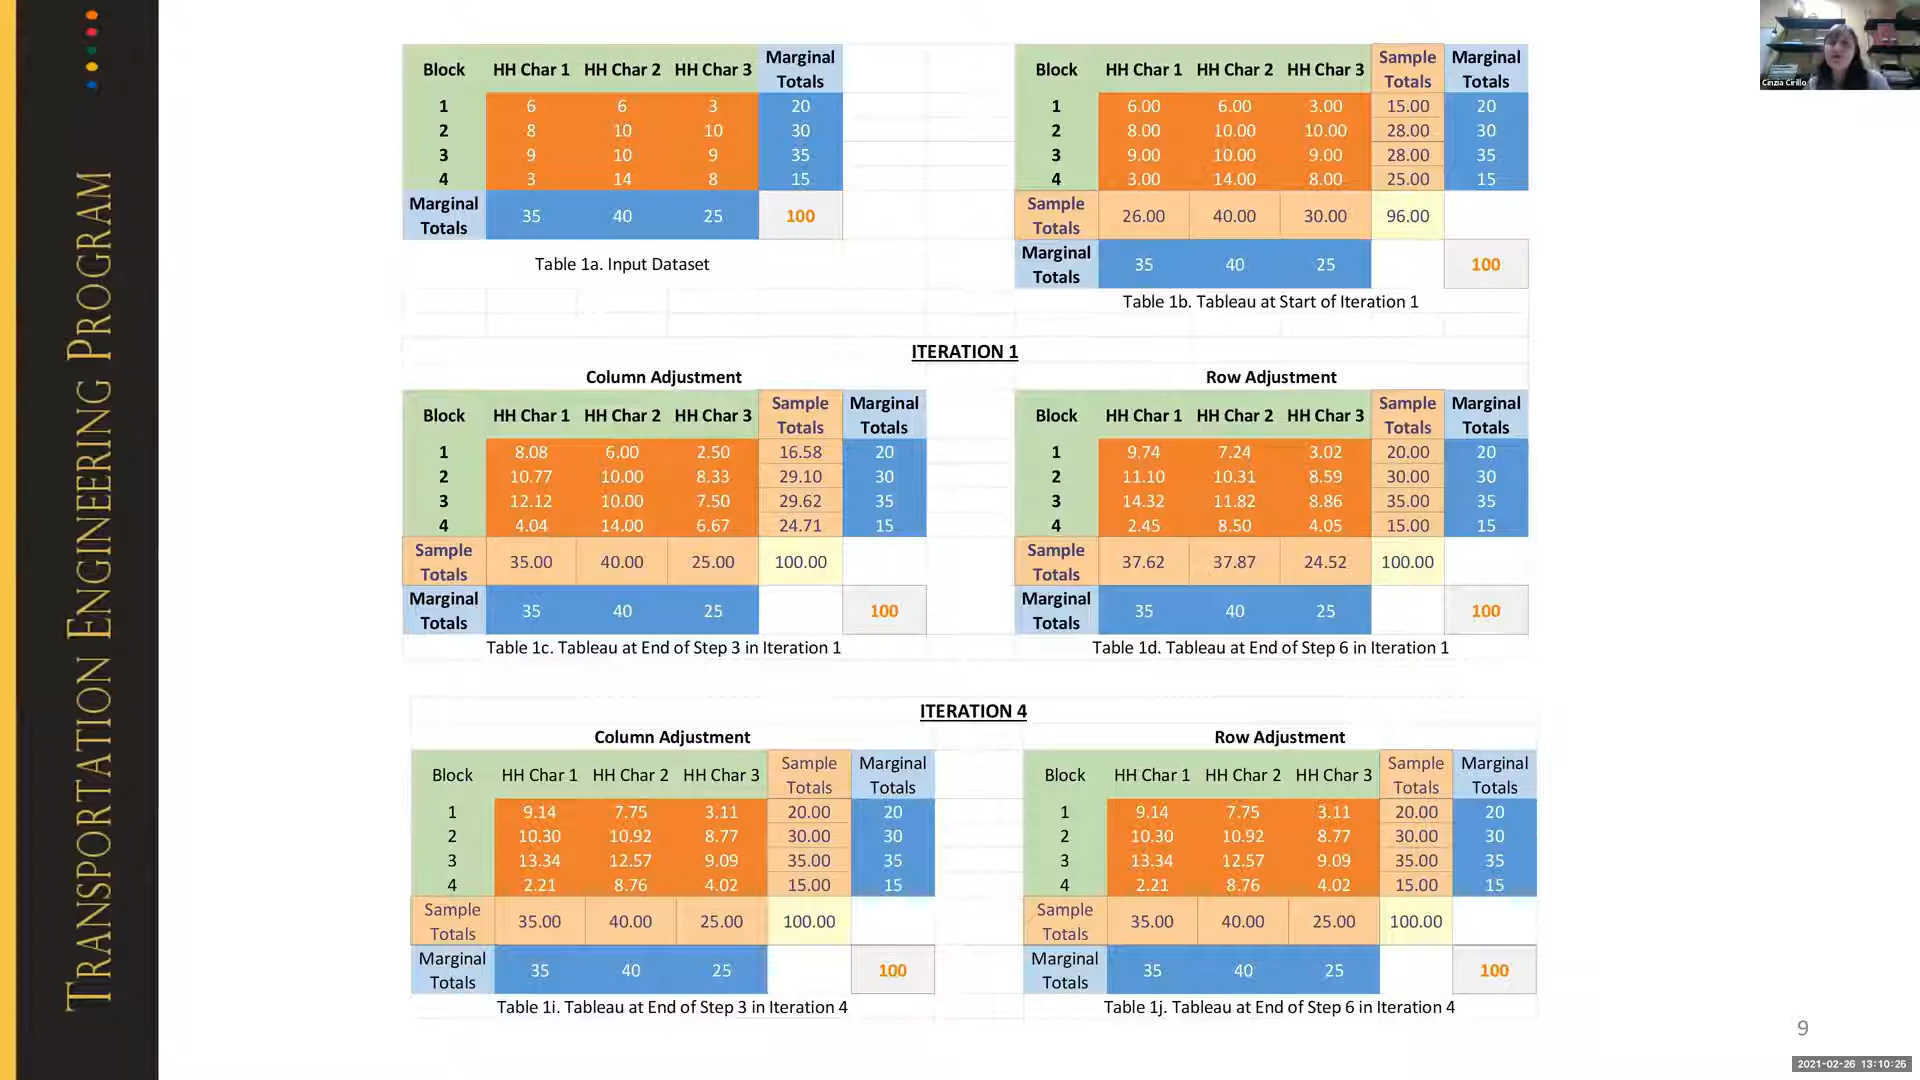 TRANSPORTATION ENGINEERING PROGRAM
Block HH Char 1 HH Char 2 HH Char 3 Marginal Totals
1 6 6 3 20
2 8 10 10 30
3 9 10 9 35
4 3 14 8 15
Marginal Totals 35 40 25 100
Table 1a. Input Dataset
Block HH Char 1 HH Char 2 HH Char 3 Sample Totals Marginal Totals
1 6.00 6.00 3.00 15.00 20
2 8.00 10.00 10.00 28.00 30
3 9.00 10.00 9.00 28.00 35
4 3.00 14.00 8.00 25.00 15
Sample Totals 26.00 40.00 30.00 96.00
Marginal Totals 35 40 25 100
Table 1b. Tableau at Start of Iteration 1
ITERATION 1
Column Adjustment
Block HH Char 1 HH Char 2 HH Char 3 Sample Totals Marginal Totals
1 8.08 6.00 2.50 16.58 20
2 10.77 10.00 8.33 29.10 30
3 12.12 10.00 7.50 29.62 35
4 4.04 14.00 6.67 24.71 15
Sample Totals 35.00 40.00 25.00 100.00
Marginal Totals 35 40 25 100
Table 1c. Tableau at End of Step 3 in Iteration 1
Row Adjustment
Block HH Char 1 HH Char 2 HH Char 3 Sample Totals Marginal Totals
1 9.74 7.24 3.02 20.00 20
2 11.10 10.31 8.59 30.00 30
3 14.32 11.82 8.86 35.00 35
4 2.45 8.50 4.05 15.00 15
Sample Totals 37.62 37.87 24.52 100.00
Marginal Totals 35 40 25 100
Table 1d. Tableau at End of Step 6 in Iteration 1
ITERATION 4
Column Adjustment
Block HH Char 1 HH Char 2 HH Char 3 Sample Totals Marginal Totals
1 9.14 7.75 3.11 20.00 20
2 10.30 10.92 8.77 30.00 30
3 13.34 12.57 9.09 35.00 35
4 2.21 8.76 4.02 15.00 15
Sample Totals 35.00 40.00 25.00 100.00
Marginal Totals 35 40 25 100
Table 1i. Tableau at End of Step 3 in Iteration 4
Row Adjustment
Block HH Char 1 HH Char 2 HH Char 3 Sample Totals Marginal Totals
1 9.14 7.75 3.11 20.00 20
2 10.30 10.92 8.77 30.00 30
3 13.34 12.57 9.09 35.00 35
4 2.21 8.76 4.02 15.00 15
Sample Totals 35.00 40.00 25.00 100.00
Marginal Totals 35 40 25 100
Table 1j. Tableau at End of Step 6 in Iteration 4
Cinzia Cirillo
9
2021-02-26 13:10:26